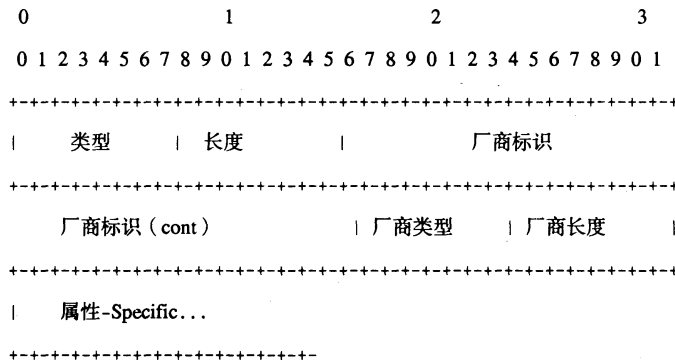 0 1 2 3
0 1 2 3 4 5 6 7 8 9 0 1 2 3 4 5 6 7 8 9 0 1 2 3 4 5 6 7 8 9 0 1
+-+-+-+-+-+-+-+-+-+-+-+-+-+-+-+-+-+-+-+-+-+-+-+-+-+-+-+-+-+-+-+-+
| 类型 | 长度 | 厂商标识
+-+-+-+-+-+-+-+-+-+-+-+-+-+-+-+-+-+-+-+-+-+-+-+-+-+-+-+-+-+-+-+-+
厂商标识（cont） | 厂商类型 | 厂商长度 |
+-+-+-+-+-+-+-+-+-+-+-+-+-+-+-+-+-+-+-+-+-+-+-+-+-+-+-+-+-+-+-+-+
| 属性-Specific...
+-+-+-+-+-+-+-+-+-+-+-+-+-+-+-